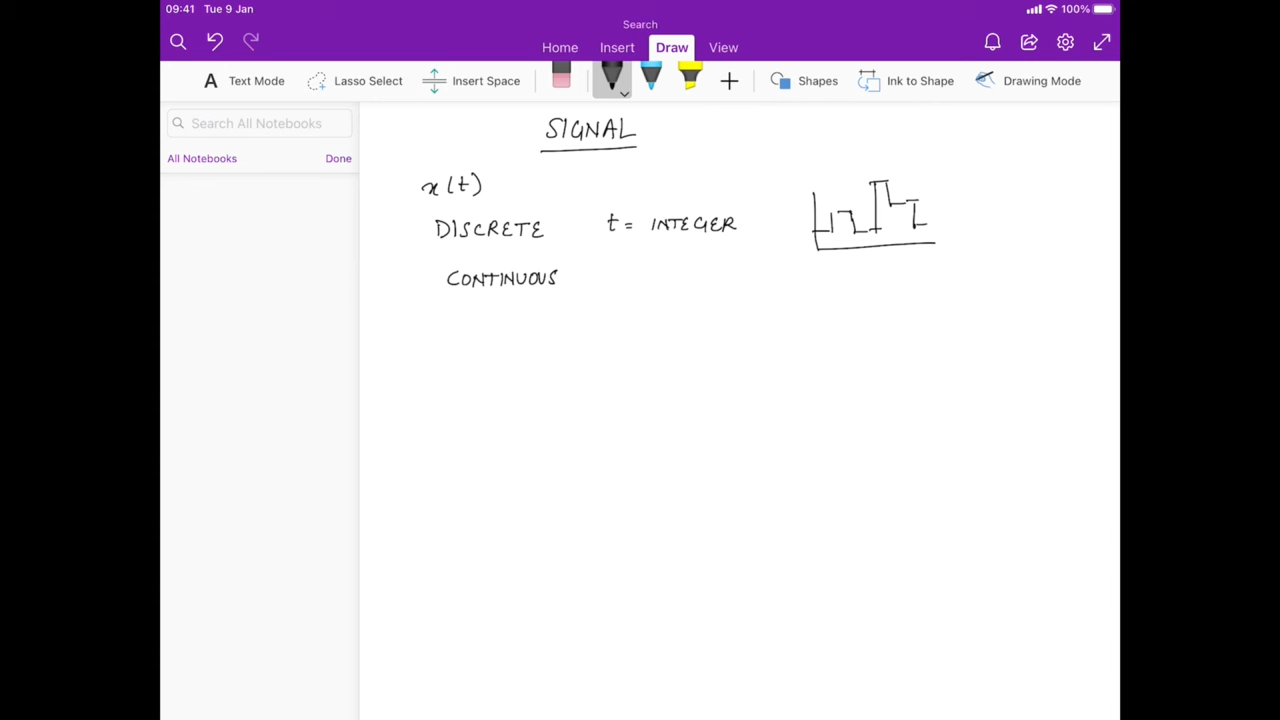 09:41 Tue 9 Jan 100%
Search
Home Insert Draw View
Text Mode Lasso Select Insert Space Shapes Ink to Shape Drawing Mode
Search All Notebooks
All Notebooks Done
SIGNAL
x(t)
DISCRETE t = INTEGER
CONTINUOUS